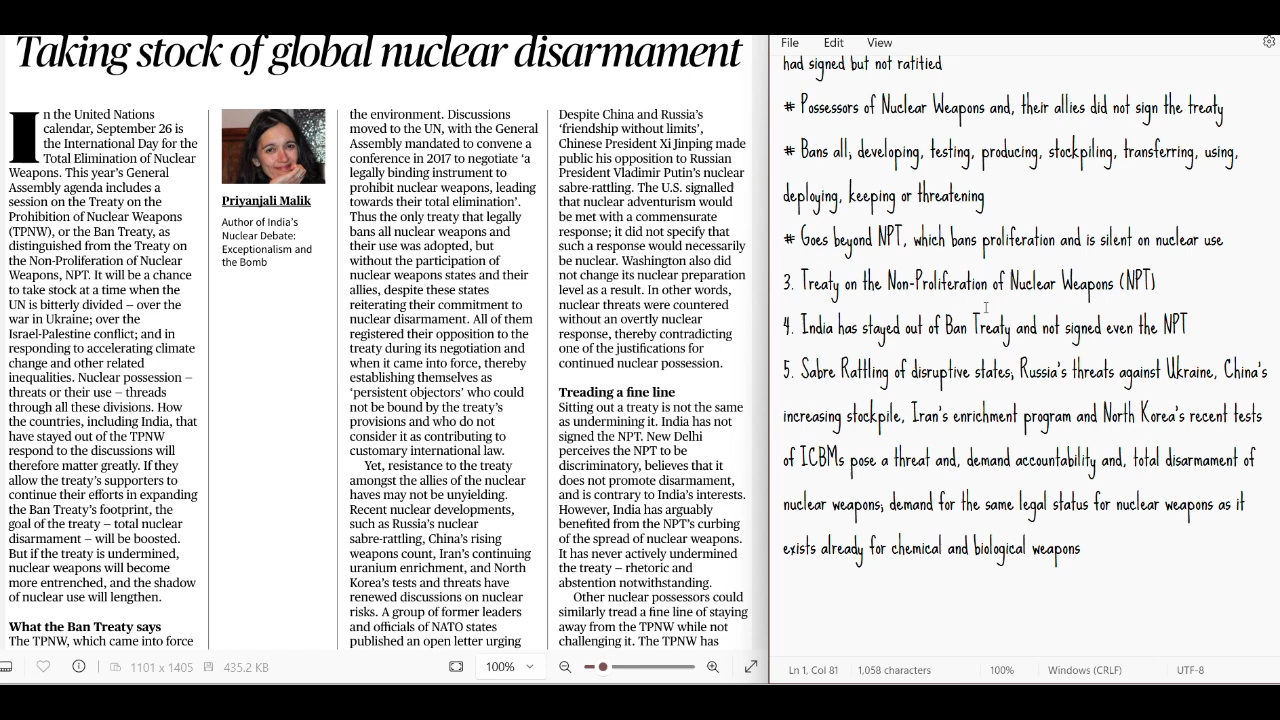 Taking stock of global nuclear disarmament
In the United Nations
calendar, September 26 is
the International Day for the
Total Elimination of Nuclear
Weapons. This year's General
Assembly agenda includes a
session on the Treaty on the
Prohibition of Nuclear Weapons
(TPNW), or the Ban Treaty, as
distinguished from the Treaty on
the Non-Proliferation of Nuclear
Weapons, NPT. It will be a chance
to take stock at a time when the
UN is bitterly divided — over the
war in Ukraine; over the
Israel-Palestine conflict; and in
responding to accelerating climate
change and other related
inequalities. Nuclear possession —
threats or their use — threads
through all these divisions. How
the countries, including India, that
have stayed out of the TPNW
respond to the discussions will
therefore matter greatly. If they
allow the treaty's supporters to
continue their efforts in expanding
the Ban Treaty's footprint, the
goal of the treaty — total nuclear
disarmament — will be boosted.
But if the treaty is undermined,
nuclear weapons will become
more entrenched, and the shadow
of nuclear use will lengthen.
What the Ban Treaty says
The TPNW, which came into force
Priyanjali Malik
Author of India's
Nuclear Debate:
Exceptionalism and
the Bomb
the environment. Discussions
moved to the UN, with the General
Assembly mandated to convene a
conference in 2017 to negotiate 'a
legally binding instrument to
prohibit nuclear weapons, leading
towards their total elimination'.
Thus the only treaty that legally
bans all nuclear weapons and
their use was adopted, but
without the participation of
nuclear weapons states and their
allies, despite these states
reiterating their commitment to
nuclear disarmament. All of them
registered their opposition to the
treaty during its negotiation and
when it came into force, thereby
establishing themselves as
'persistent objectors' who could
not be bound by the treaty's
provisions and who do not
consider it as contributing to
customary international law.
Yet, resistance to the treaty
amongst the allies of the nuclear
haves may not be unyielding.
Recent nuclear developments,
such as Russia's nuclear
sabre-rattling, China's rising
weapons count, Iran's continuing
uranium enrichment, and North
Korea's tests and threats have
renewed discussions on nuclear
risks. A group of former leaders
and officials of NATO states
published an open letter urging
Despite China and Russia's
'friendship without limits',
Chinese President Xi Jinping made
public his opposition to Russian
President Vladimir Putin's nuclear
sabre-rattling. The U.S. signalled
that nuclear adventurism would
be met with a commensurate
response; it did not specify that
such a response would necessarily
be nuclear. Washington also did
not change its nuclear preparation
level as a result. In other words,
nuclear threats were countered
without an overtly nuclear
response, thereby contradicting
one of the justifications for
continued nuclear possession.
Treading a fine line
Sitting out a treaty is not the same
as undermining it. India has not
signed the NPT. New Delhi
perceives the NPT to be
discriminatory, believes that it
does not promote disarmament,
and is contrary to India's interests.
However, India has arguably
benefited from the NPT's curbing
of the spread of nuclear weapons.
It has never actively undermined
the treaty — rhetoric and
abstention notwithstanding.
Other nuclear possessors could
similarly tread a fine line of staying
away from the TPNW while not
challenging it. The TPNW has
1101 x 1405 435.2 KB 100%
File Edit View
had signed but not ratitied
# Possessors of Nuclear Weapons and, their allies did not sign the treaty
# Bans all; developing, testing, producing, stockpiling, transferring, using,
deploying, keeping or threatening
# Goes beyond NPT, which bans proliferation and is silent on nuclear use
3. Treaty on the Non-Proliferation of Nuclear Weapons (NPT)
4. India has stayed out of Ban Treaty and not signed even the NPT
5. Sabre Rattling of disruptive states; Russia's threats against Ukraine, China's
increasing stockpile, Iran's enrichment program and North Korea's recent tests
of ICBMs pose a threat and, demand accountability and, total disarmament of
nuclear weapons; demand for the same legal status for nuclear weapons as it
exists already for chemical and biological weapons
Ln 1, Col 81 1,058 characters 100% Windows (CRLF) UTF-8